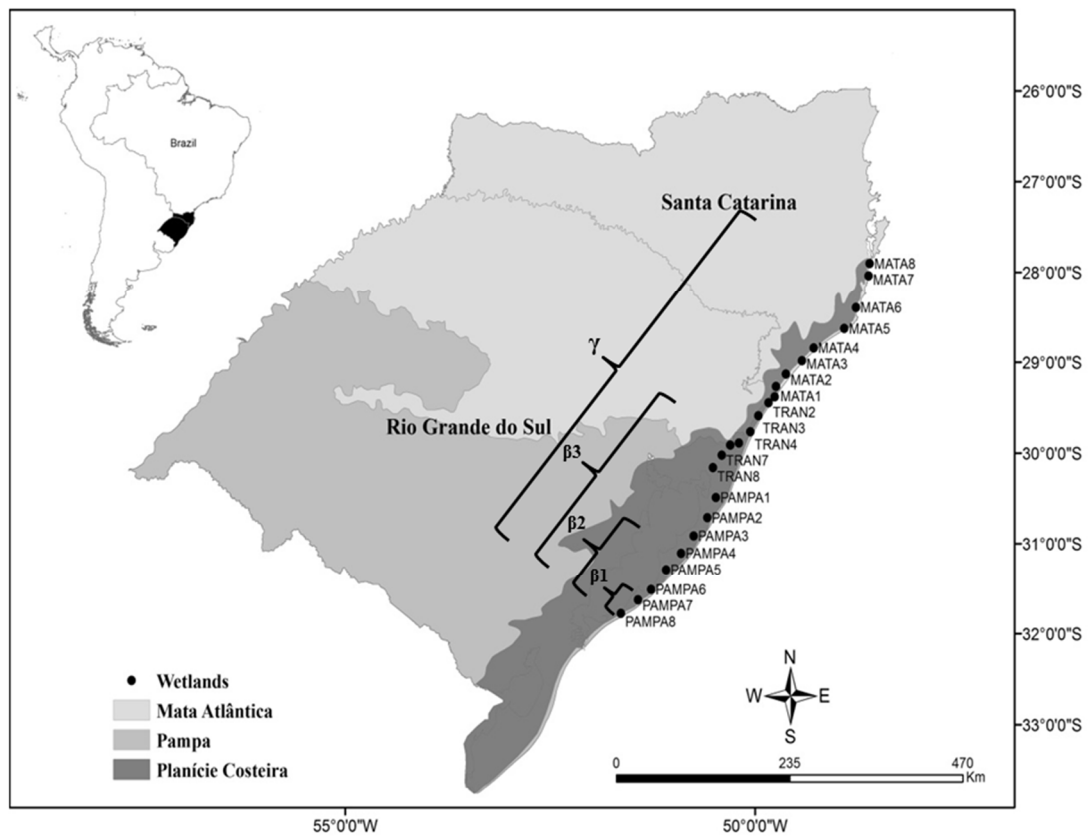 Brazil
26°0'0"S
27°0'0"S
Santa Catarina
MATA8
28°0'0"S
MATA7
MATA6
MATA5
MATA4
γ
29°0'0"S
MATA3
MATA2
MATA1
TRAN2
Rio Grande do Sul
TRAN3
TRAN4
β3
30°0'0"S
TRAN7
TRAN8
PAMPA1
β2
PAMPA2
PAMPA3
31°0'0"S
PAMPA4
β1
PAMPA5
PAMPA6
PAMPA7
PAMPA8
32°0'0"S
N
W E
S
Wetlands
Mata Atlântica
Pampa
Planície Costeira
33°0'0"S
0 235 470
Km
55°0'0"W 50°0'0"W